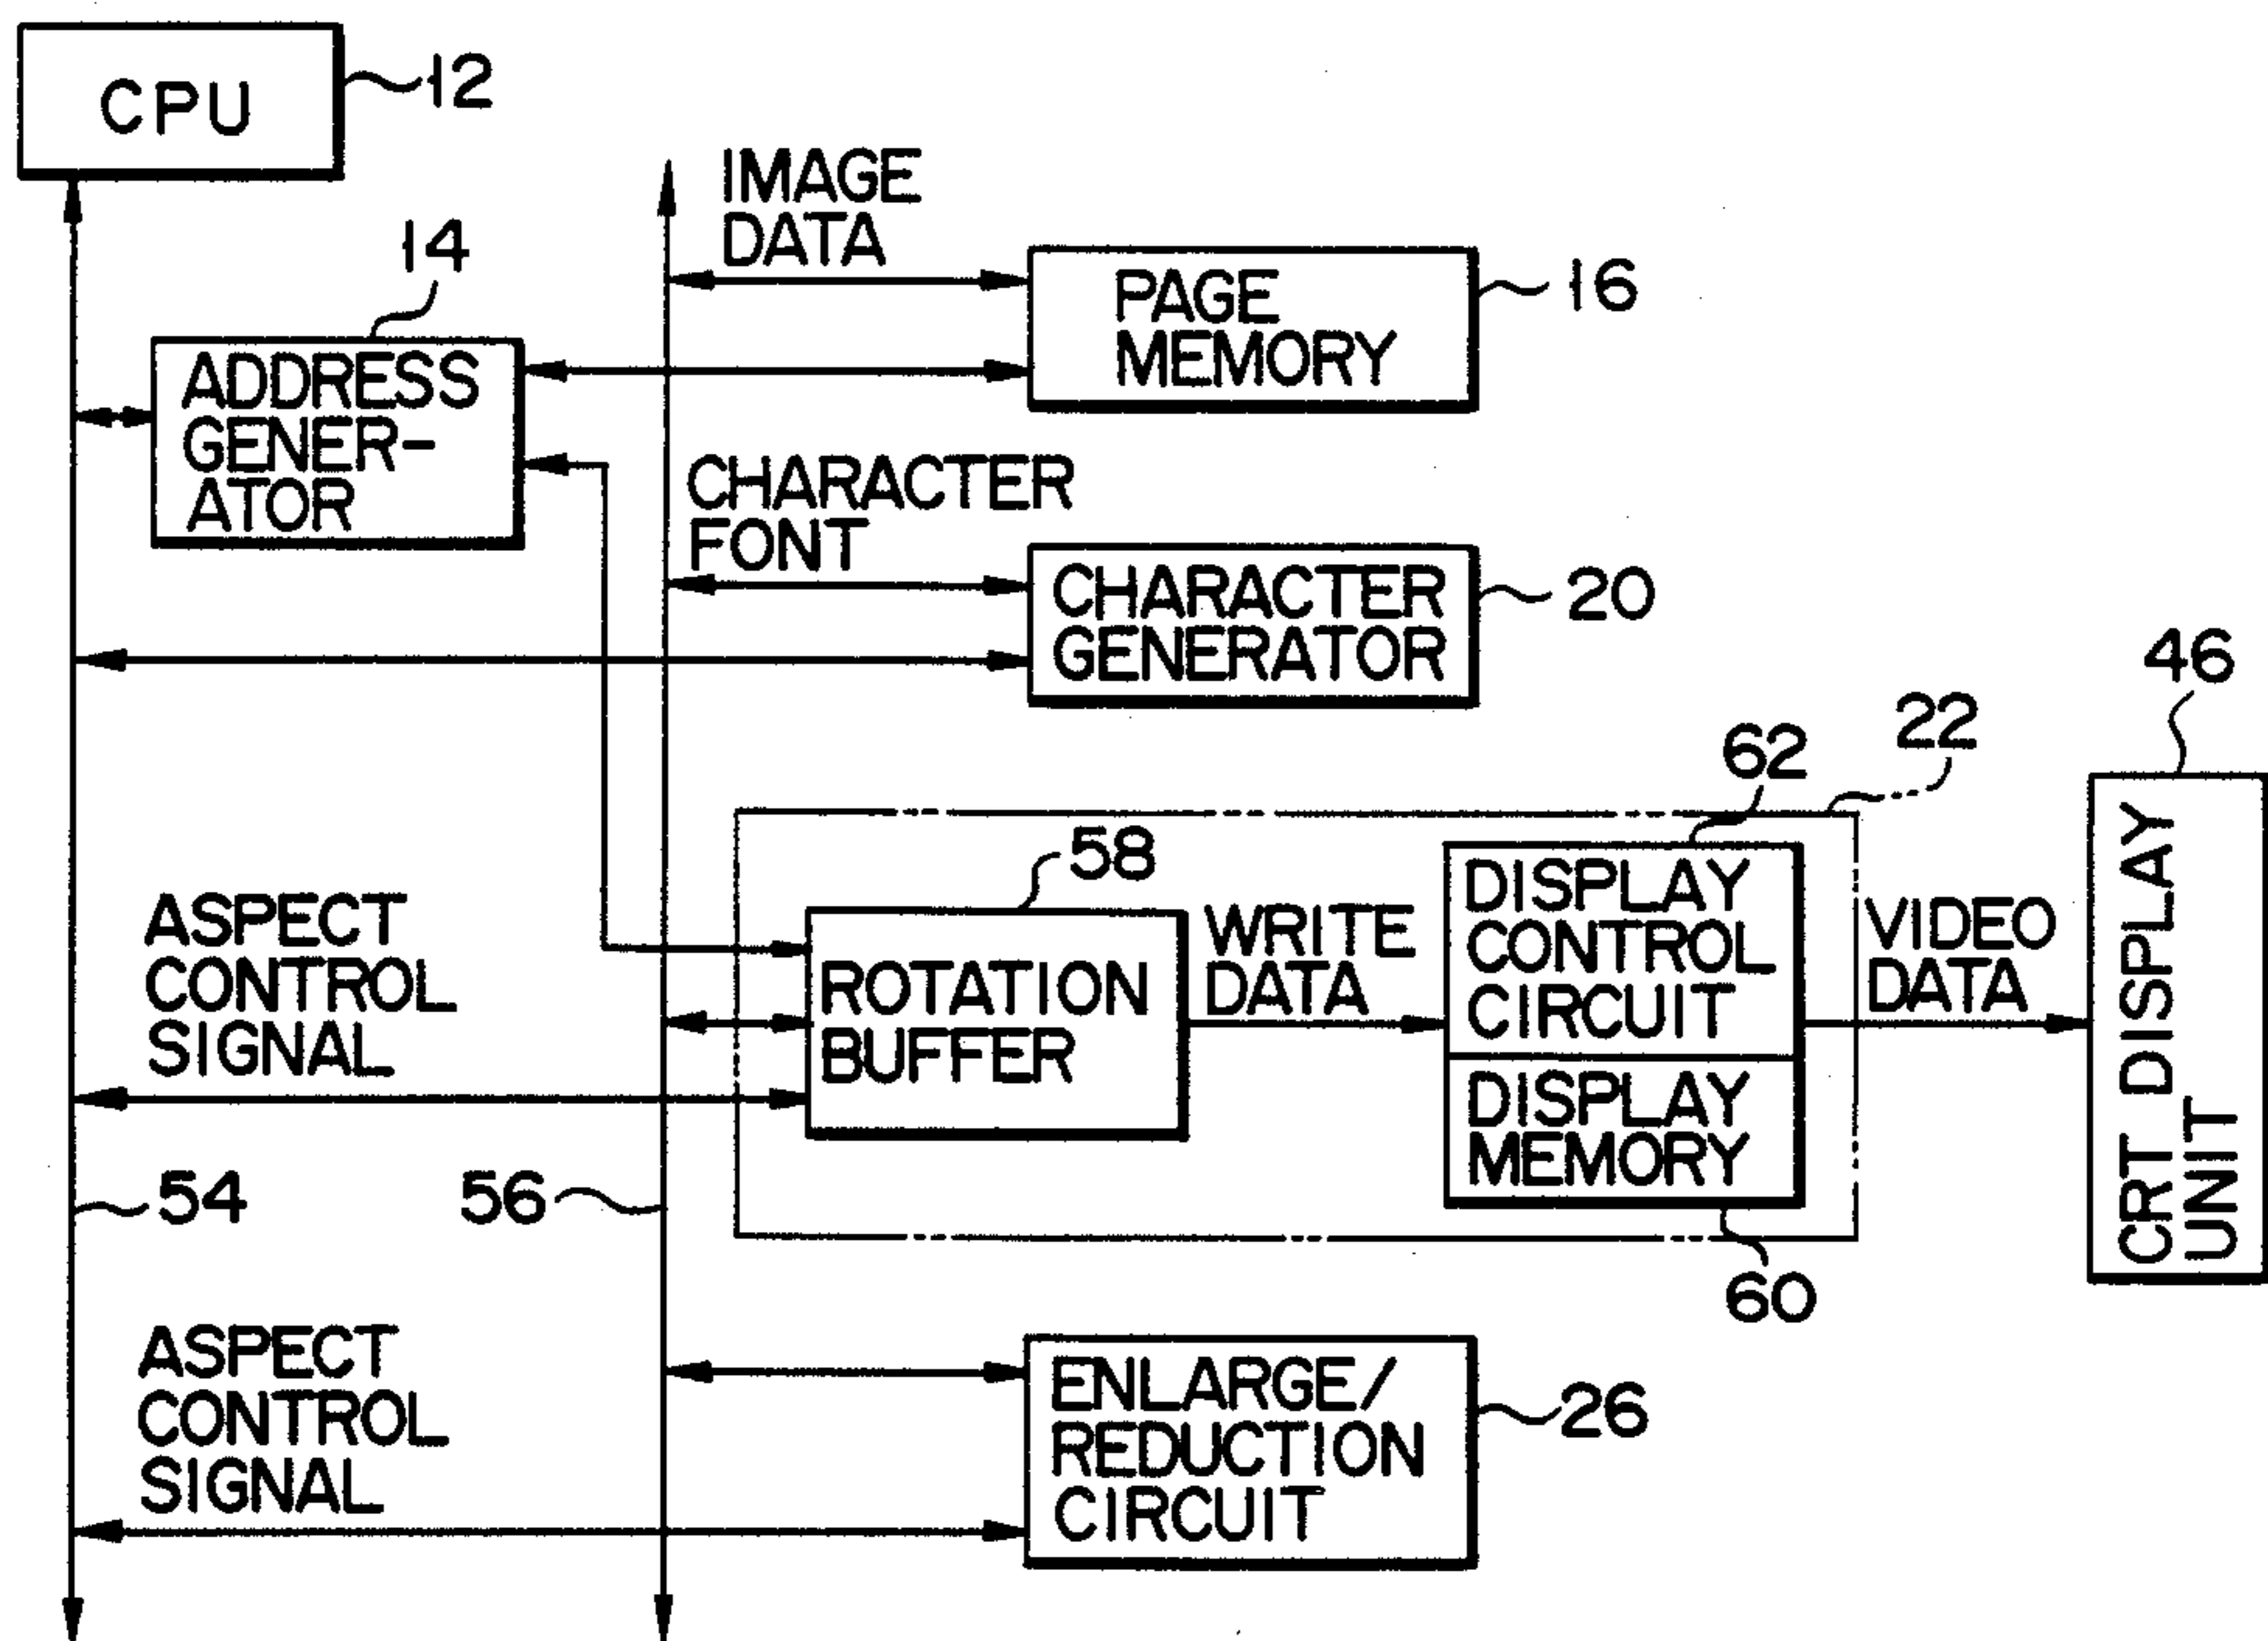 CPU
12
14
ADDRESS
GENER-
ATOR
IMAGE
DATA
PAGE
MEMORY
16
CHARACTER
FONT
CHARACTER
GENERATOR
20
46
22
62
58
ASPECT
CONTROL
SIGNAL
ROTATION
BUFFER
WRITE
DATA
DISPLAY
CONTROL
CIRCUIT
DISPLAY
MEMORY
VIDEO
DATA
CRT DISPLAY
UNIT
54
56
60
ASPECT
CONTROL
SIGNAL
ENLARGE/
REDUCTION
CIRCUIT
26